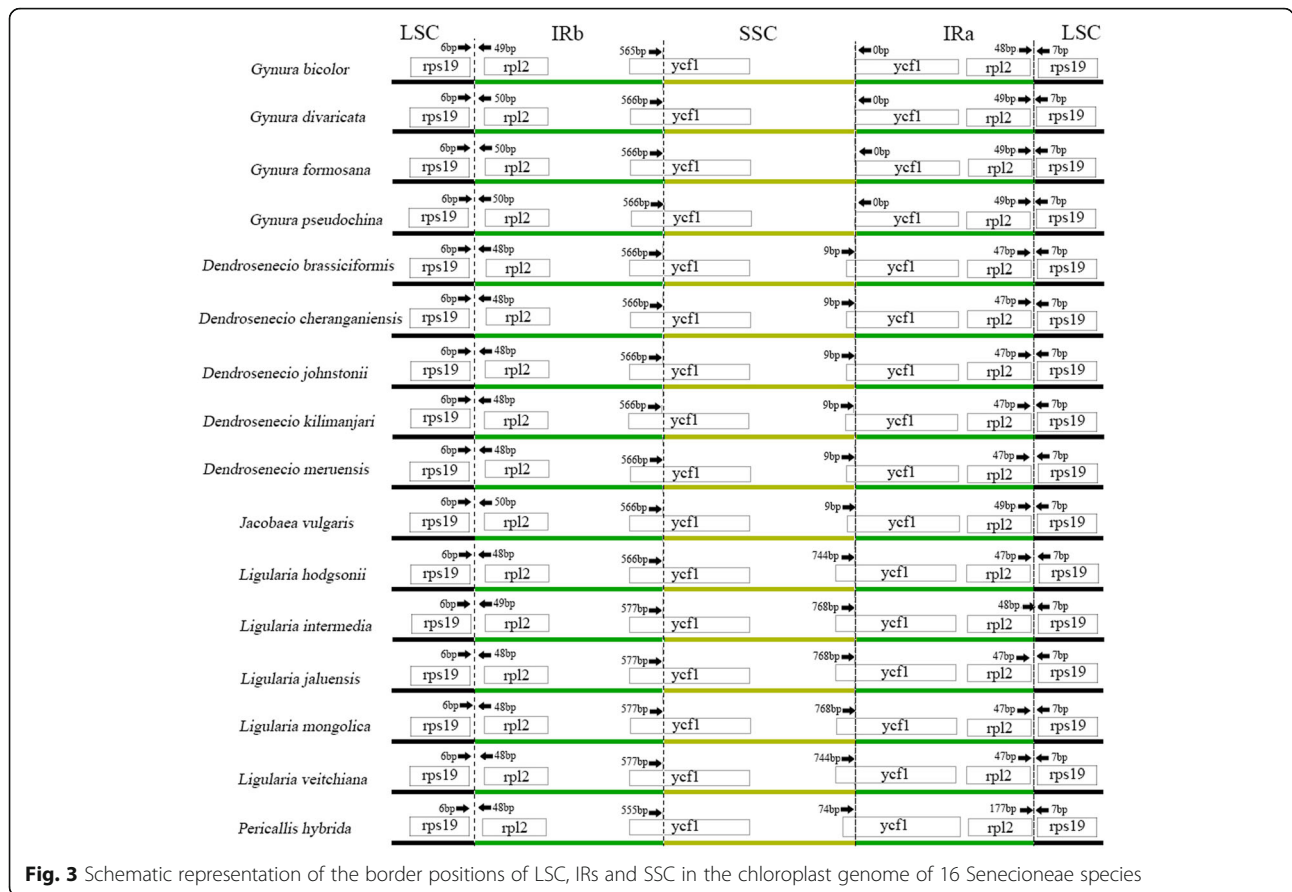 LSC IRb SSC IRa LSC
6bp 49bp 565bp 0bp 48bp 7bp
Gynura bicolor rps19 rpl2 ycf1 ycf1 rpl2 rps19
6bp 50bp 566bp 0bp 49bp 7bp
Gynura divaricata rps19 rpl2 ycf1 ycf1 rpl2 rps19
6bp 50bp 566bp 0bp 49bp 7bp
Gynura formosana rps19 rpl2 ycf1 ycf1 rpl2 rps19
6bp 50bp 566bp 0bp 49bp 7bp
Gynura pseudochina rps19 rpl2 ycf1 ycf1 rpl2 rps19
6bp 48bp 566bp 9bp 47bp 7bp
Dendrosenecio brassiciformis rps19 rpl2 ycf1 ycf1 rpl2 rps19
6bp 48bp 566bp 9bp 47bp 7bp
Dendrosenecio cheranganiensis rps19 rpl2 ycf1 ycf1 rpl2 rps19
6bp 48bp 566bp 9bp 47bp 7bp
Dendrosenecio johnstonii rps19 rpl2 ycf1 ycf1 rpl2 rps19
6bp 48bp 566bp 9bp 47bp 7bp
Dendrosenecio kilimanjari rps19 rpl2 ycf1 ycf1 rpl2 rps19
6bp 48bp 566bp 9bp 47bp 7bp
Dendrosenecio meruensis rps19 rpl2 ycf1 ycf1 rpl2 rps19
6bp 50bp 566bp 9bp 49bp 7bp
Jacobaea vulgaris rps19 rpl2 ycf1 ycf1 rpl2 rps19
6bp 48bp 566bp 744bp 47bp 7bp
Ligularia hodgsonii rps19 rpl2 ycf1 ycf1 rpl2 rps19
6bp 49bp 577bp 768bp 48bp 7bp
Ligularia intermedia rps19 rpl2 ycf1 ycf1 rpl2 rps19
6bp 48bp 577bp 768bp 47bp 7bp
Ligularia jaluensis rps19 rpl2 ycf1 ycf1 rpl2 rps19
6bp 48bp 577bp 768bp 47bp 7bp
Ligularia mongolica rps19 rpl2 ycf1 ycf1 rpl2 rps19
6bp 48bp 577bp 744bp 47bp 7bp
Ligularia veitchiana rps19 rpl2 ycf1 ycf1 rpl2 rps19
6bp 48bp 555bp 74bp 177bp 7bp
Pericallis hybrida rps19 rpl2 ycf1 ycf1 rpl2 rps19
Fig. 3 Schematic representation of the border positions of LSC, IRs and SSC in the chloroplast genome of 16 Senecioneae species